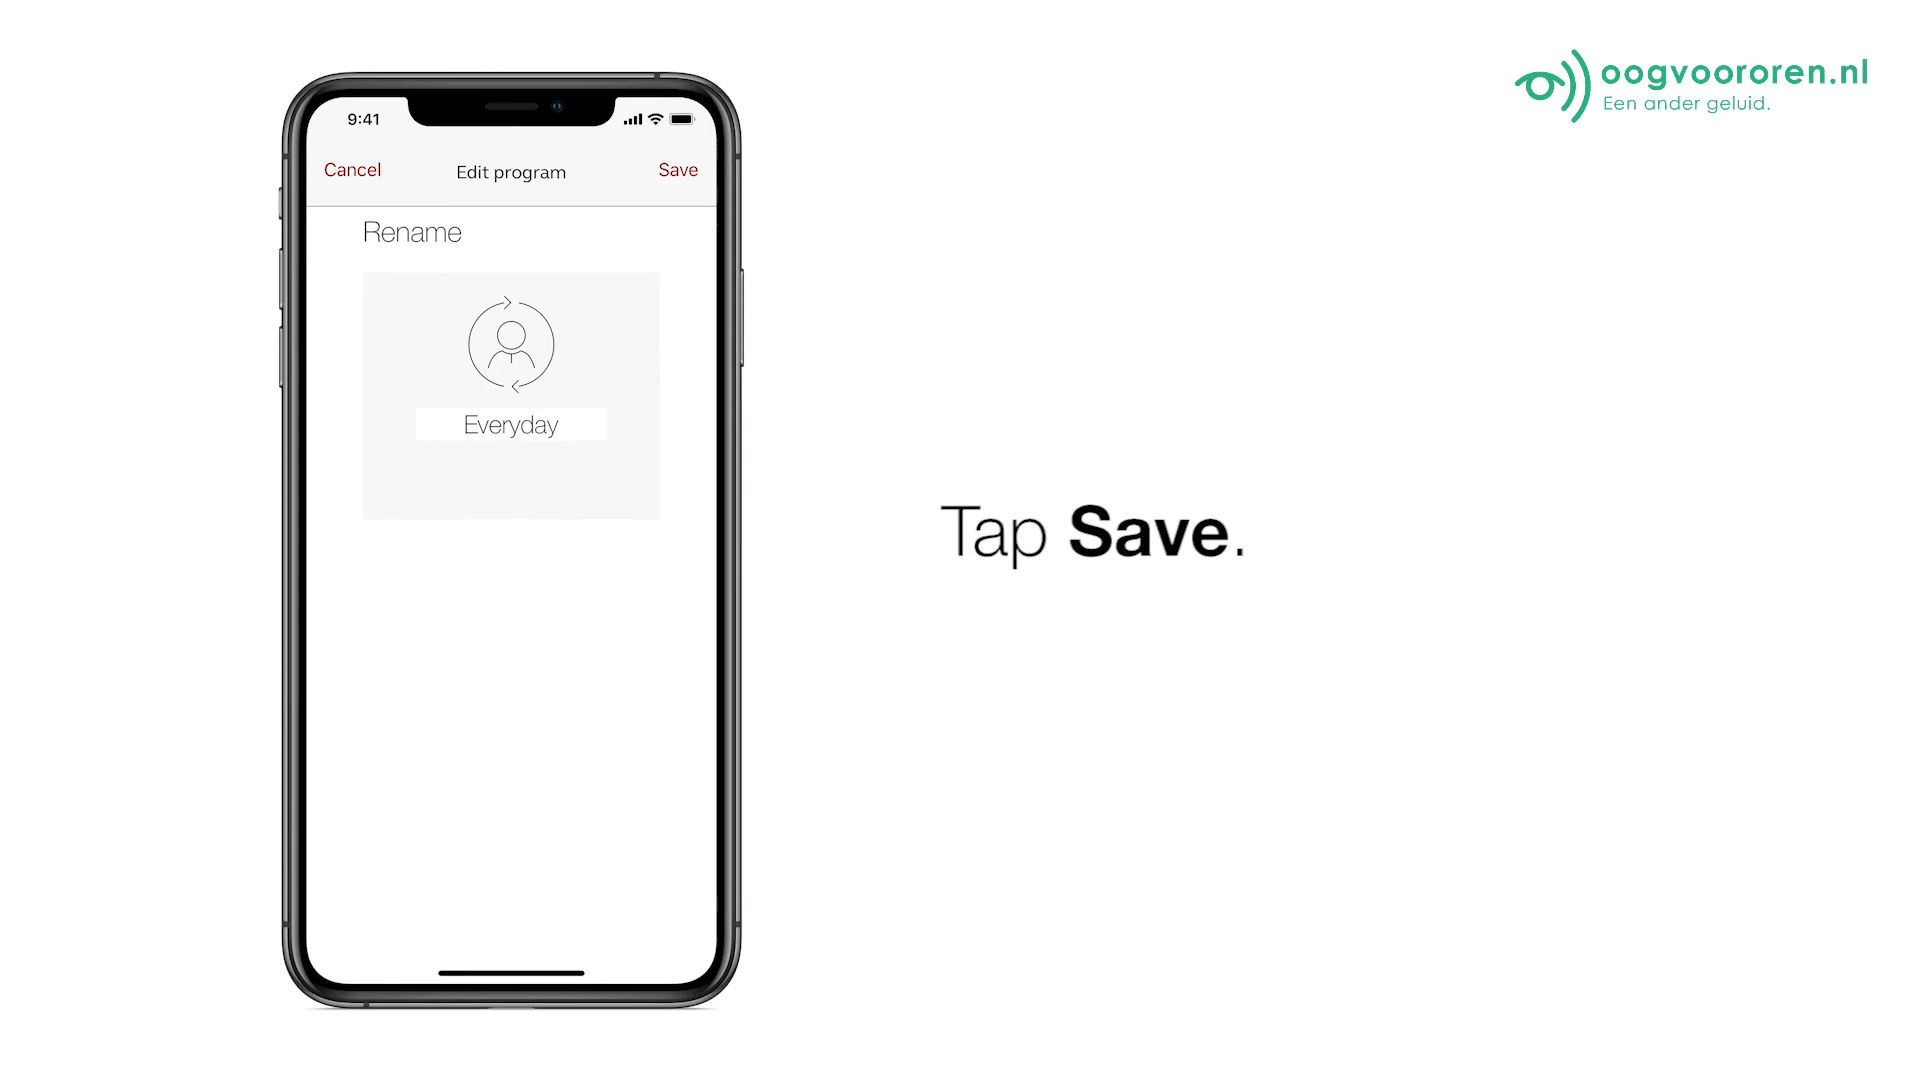 9:41
Cancel
Edit program
Save
Rename
Everyday
Tap Save.
oogvoororen.nl
Een ander geluid.